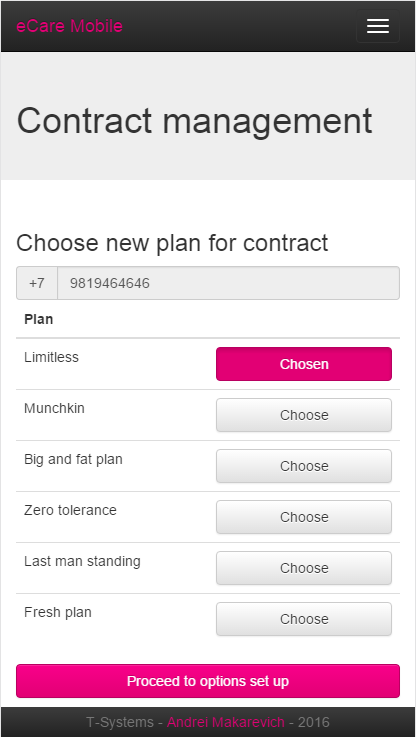 eCare Mobile
Contract management
Choose new plan for contract
+7 9819464646
Plan
Limitless Chosen
Munchkin Choose
Big and fat plan Choose
Zero tolerance Choose
Last man standing Choose
Fresh plan Choose
Proceed to options set up
T-Systems - Andrei Makarevich - 2016